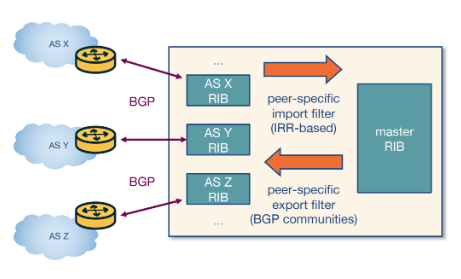 AS X
...
AS X
RIB
BGP
peer-specific
import filter
(IRR-based)
AS Y
AS Y
RIB
master
RIB
BGP
AS Z
RIB
peer-specific
export filter
(BGP communities)
...
AS Z